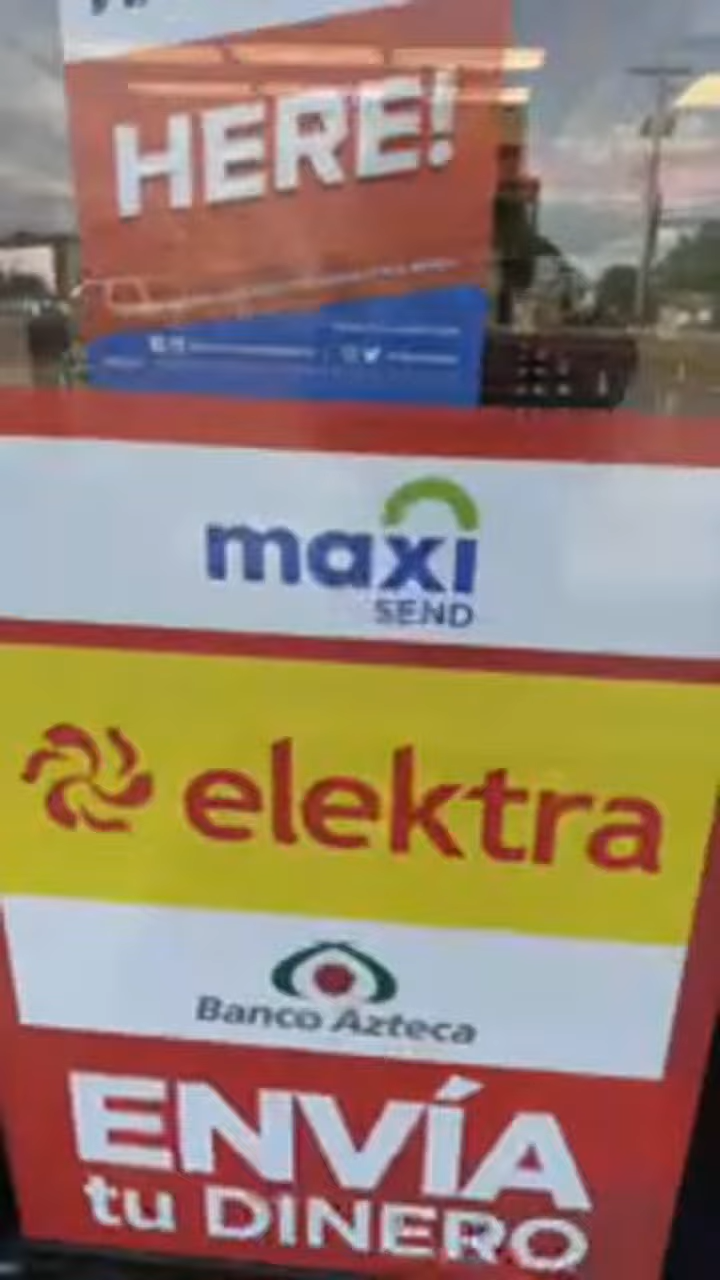 HERE!
maxi
SEND
elektra
Banco Azteca
ENVÍA
tu DINERO